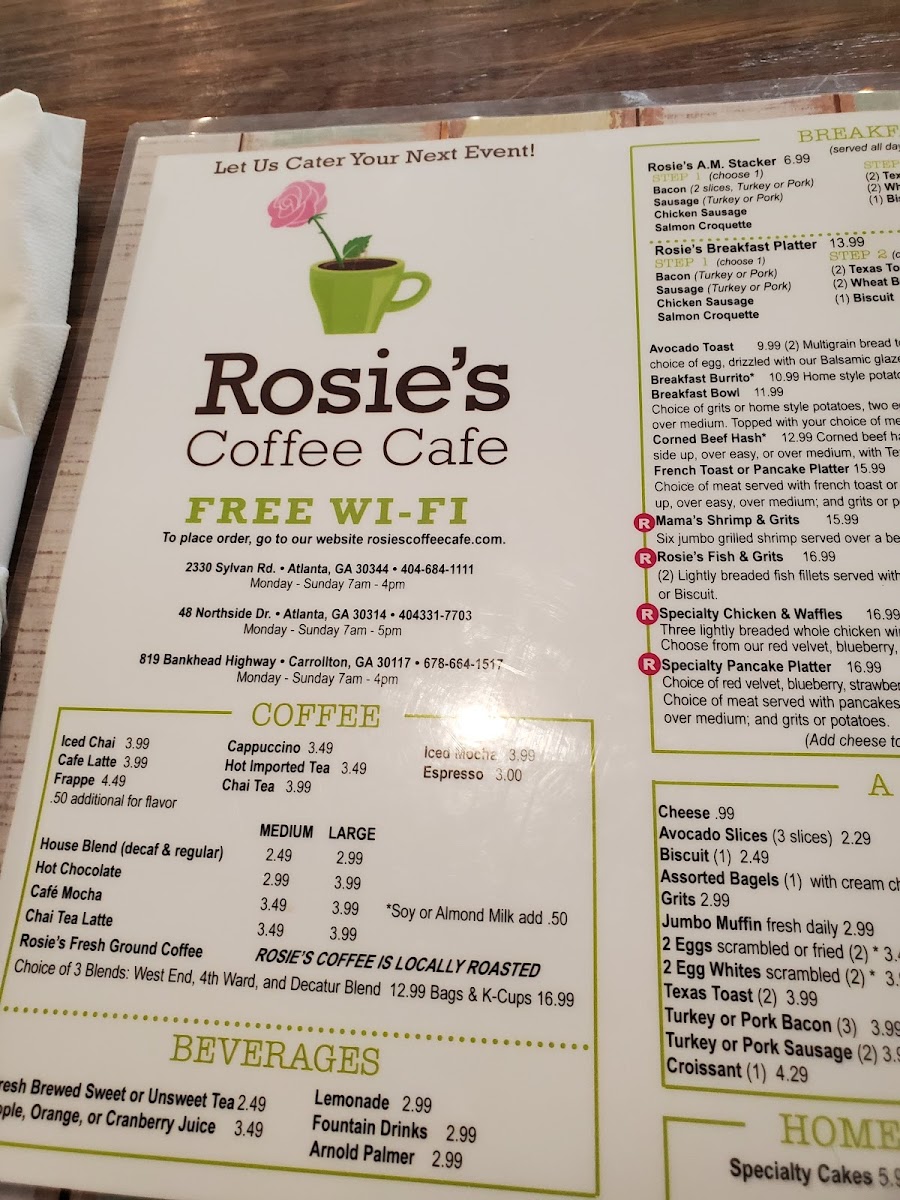 Let Us Cater Your Next Event!
Rosie's
Coffee Cafe
FREE WI-FI
To place order, go to our website rosiescoffeecafe.com.
2330 Sylvan Rd. • Atlanta, GA 30344 • 404-684-1111
Monday - Sunday 7am - 4pm
48 Northside Dr. • Atlanta, GA 30314 • 404331-7703
Monday - Sunday 7am - 5pm
819 Bankhead Highway • Carrollton, GA 30117 • 678-664-1517
Monday - Sunday 7am - 4pm
COFFEE
Iced Chai 3.99
Cafe Latte 3.99
Frappe 4.49
.50 additional for flavor
Cappuccino 3.49
Hot Imported Tea 3.49
Chai Tea 3.99
Iced Mocha 3.99
Espresso 3.00
MEDIUM LARGE
House Blend (decaf & regular) 2.49 2.99
Hot Chocolate 2.99 3.99
Café Mocha 3.49 3.99
Chai Tea Latte 3.49 3.99
*Soy or Almond Milk add .50
Rosie's Fresh Ground Coffee ROSIE'S COFFEE IS LOCALLY ROASTED
Choice of 3 Blends: West End, 4th Ward, and Decatur Blend 12.99 Bags & K-Cups 16.99
BEVERAGES
Brewed Sweet or Unsweet Tea 2.49
Orange, or Cranberry Juice 3.49
Lemonade 2.99
Fountain Drinks 2.99
Arnold Palmer 2.99
(served all
Rosie's A.M. Stacker 6.99
STEP 1 (choose 1)
Bacon (2 slices, Turkey or Pork)
Sausage (Turkey or Pork)
Chicken Sausage
Salmon Croquette
STEP
(2)
(2)
(1)
Rosie's Breakfast Platter 13.99
STEP 1 (choose 1)
Bacon (Turkey or Pork)
Sausage (Turkey or Pork)
Chicken Sausage
Salmon Croquette
STEP 2
(2) Texas
(2) Wheat
(1) Biscuit
Avocado Toast 9.99 (2) Multigrain bread
choice of egg, drizzled with our Balsamic
Breakfast Burrito* 10.99 Home style
Breakfast Bowl 11.99
Choice of grits or home style potatoes, two
over medium. Topped with your choice of
Corned Beef Hash* 12.99 Corned beef
side up, over easy, or over medium, with
French Toast or Pancake Platter 15.99
Choice of meat served with french toast or
up, over easy, over medium; and grits or
R Mama's Shrimp & Grits 15.99
Six jumbo grilled shrimp served over a
R Rosie's Fish & Grits 16.99
(2) Lightly breaded fish fillets served with
or Biscuit.
R Specialty Chicken & Waffles 16.99
Three lightly breaded whole chicken
Choose from our red velvet, blueberry,
R Specialty Pancake Platter 16.99
Choice of red velvet, blueberry,
Choice of meat served with pancakes
over medium; and grits or potatoes.
(Add cheese
A
Cheese .99
Avocado Slices (3 slices) 2.29
Biscuit (1) 2.49
Assorted Bagels (1) with cream
Grits 2.99
Jumbo Muffin fresh daily 2.99
2 Eggs scrambled or fried (2) *
2 Egg Whites scrambled (2) *
Texas Toast (2) 3.99
Turkey or Pork Bacon (3) 3.99
Turkey or Pork Sausage (2)
Croissant (1) 4.29
HOME
Specialty Cakes